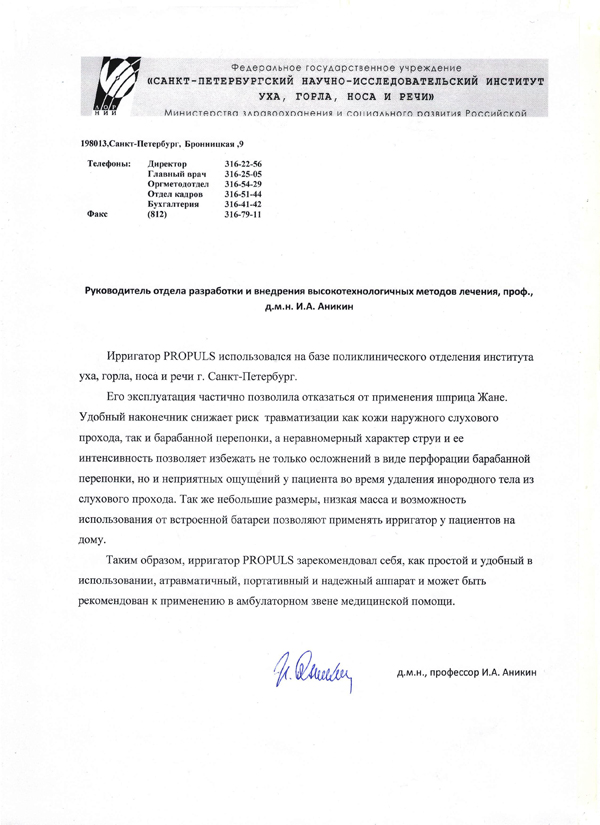 ЛОР
НИИ
Федеральное государственное учреждение
«САНКТ-ПЕТЕРБУРГСКИЙ НАУЧНО-ИССЛЕДОВАТЕЛЬСКИЙ ИНСТИТУТ
УХА, ГОРЛА, НОСА И РЕЧИ»
Министерства здравоохранения и социального развития Российской
198013,Санкт-Петербург, Бронницкая ,9
Телефоны: Директор 316-22-56
Главный врач 316-25-05
Оргметодотдел 316-54-29
Отдел кадров 316-51-44
Бухгалтерия 316-41-42
Факс (812) 316-79-11
Руководитель отдела разработки и внедрения высокотехнологичных методов лечения, проф.,
д.м.н. И.А. Аникин
Ирригатор PROPULS использовался на базе поликлинического отделения института
уха, горла, носа и речи г. Санкт-Петербург.
Его эксплуатация частично позволила отказаться от применения шприца Жане.
Удобный наконечник снижает риск травматизации как кожи наружного слухового
прохода, так и барабанной перепонки, а неравномерный характер струи и ее
интенсивность позволяет избежать не только осложнений в виде перфорации барабанной
перепонки, но и неприятных ощущений у пациента во время удаления инородного тела из
слухового прохода. Так же небольшие размеры, низкая масса и возможность
использования от встроенной батареи позволяют применять ирригатор у пациентов на
дому.
Таким образом, ирригатор PROPULS зарекомендовал себя, как простой и удобный в
использовании, атравматичный, портативный и надежный аппарат и может быть
рекомендован к применению в амбулаторном звене медицинской помощи.
д.м.н., профессор И.А. Аникин